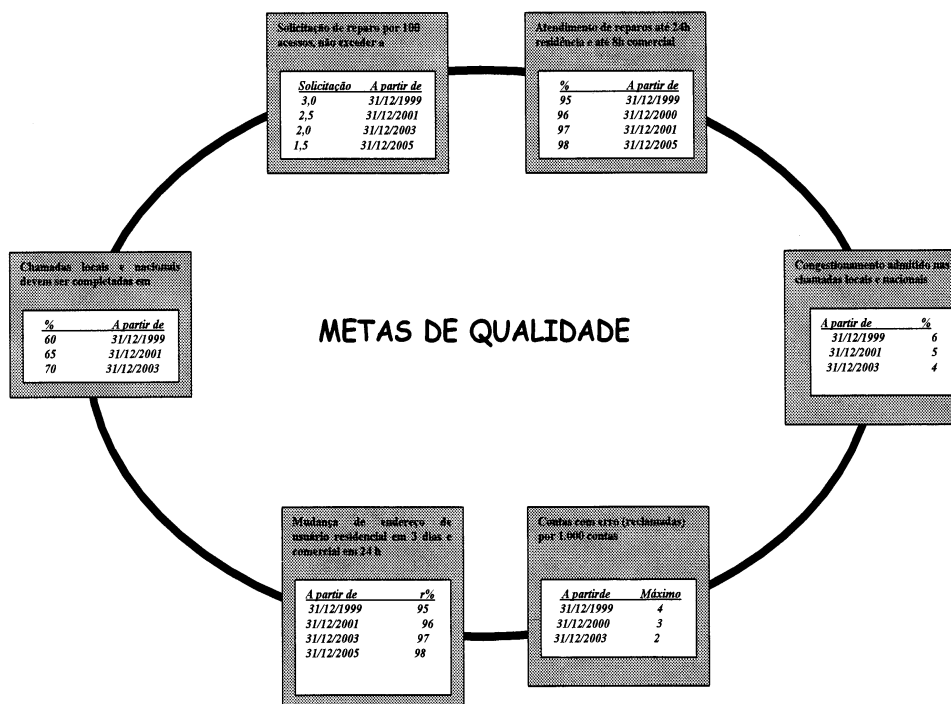 Solicitação de reparo por 100
acessos, não exceder a
Solicitação A partir de
3,0 31/12/1999
2,5 31/12/2001
2,0 31/12/2003
1,5 31/12/2005
Atendimento de reparos até 24h
residência e até 8h comercial
% A partir de
95 31/12/1999
96 31/12/2000
97 31/12/2001
98 31/12/2005
Chamadas locais e nacionais
devem ser completadas em
% A partir de
60 31/12/1999
65 31/12/2001
70 31/12/2003
METAS DE QUALIDADE
Congestionamento admitido nas
chamadas locais e nacionais
A partir de %
31/12/1999 6
31/12/2001 5
31/12/2003 4
Mudança de endereço de
usuário residencial em 3 dias e
comercial em 24 h
A partir de r%
31/12/1999 95
31/12/2001 96
31/12/2003 97
31/12/2005 98
Contas com erro (reclamadas)
por 1.000 contas
A partirde Máximo
31/12/1999 4
31/12/2000 3
31/12/2003 2